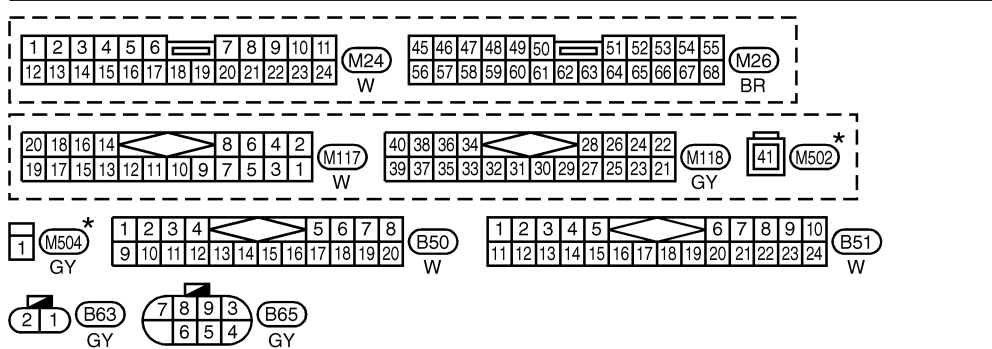 1 2 3 4 5 6 7 8 9 10 11
12 13 14 15 16 17 18 19 20 21 22 23 24
M24
W
45 46 47 48 49 50 51 52 53 54 55
56 57 58 59 60 61 62 63 64 65 66 67 68
M26
BR
20 18 16 14 8 6 4 2
19 17 15 13 12 11 10 9 7 5 3 1
M117
W
40 38 36 34 28 26 24 22
39 37 35 33 32 31 30 29 27 25 23 21
M118
GY
41
M502 *
1
M504 *
GY
1 2 3 4 5 6 7 8
9 10 11 12 13 14 15 16 17 18 19 20
B50
W
1 2 3 4 5 6 7 8 9 10
11 12 13 14 15 16 17 18 19 20 21 22 23 24
B51
W
2 1
B63
GY
7 8 9 3
6 5 4
B65
GY